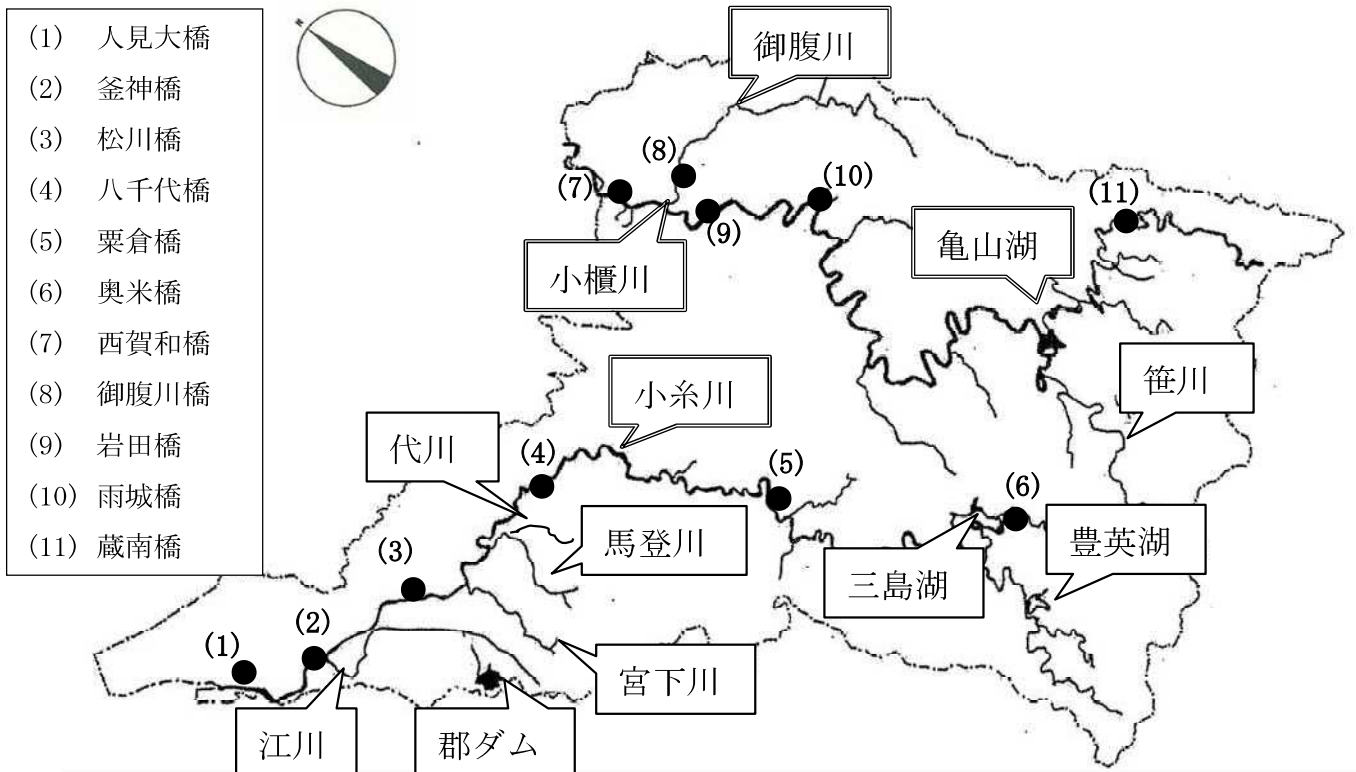 (1) 人見大橋
(2) 釜神橋
(3) 松川橋
(4) 八千代橋
(5) 粟倉橋
(6) 奥米橋
(7) 西賀和橋
(8) 御腹川橋
(9) 岩田橋
(10) 雨城橋
(11) 蔵南橋
N
御腹川
(8)
(7)
(10)
(11)
(9)
亀山湖
小櫃川
笹川
小糸川
代川
(4)
(5)
(6)
馬登川
豊英湖
(3)
三島湖
(2)
(1)
宮下川
江川
郡ダム